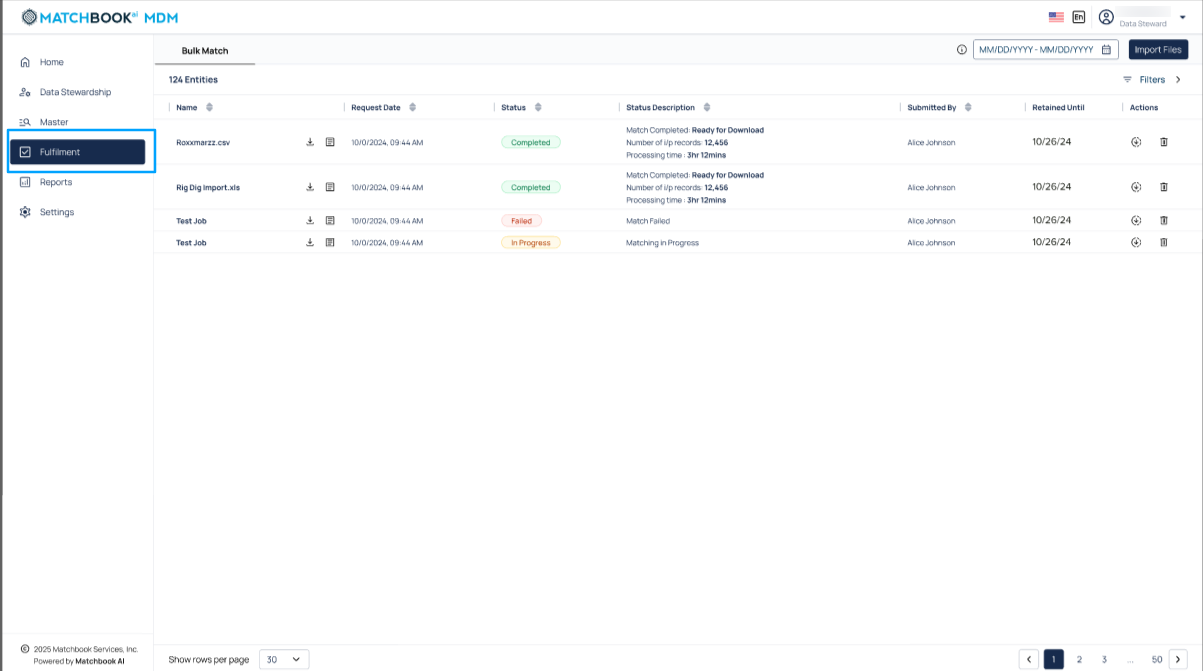 MATCHBOOKai MDM
En
Data Steward
Home
Data Stewardship
Master
Fulfilment
Reports
Settings
Bulk Match
MM/DD/YYYY - MM/DD/YYYY
Import Files
124 Entities
Filters
Name Request Date Status Status Description Submitted By Retained Until Actions
Match Completed: Ready for Download
Roxxmarzz.csv 10/0/2024, 09:44 AM Completed Number of i/p records: 12,456 Alice Johnson 10/26/24
Processing time : 3hr 12mins
Match Completed: Ready for Download
Rig Dig Import.xls 10/0/2024, 09:44 AM Completed Number of i/p records: 12,456 Alice Johnson 10/26/24
Processing time : 3hr 12mins
Test Job 10/0/2024, 09:44 AM Failed Match Failed Alice Johnson 10/26/24
Test Job 10/0/2024, 09:44 AM In Progress Matching in Progress Alice Johnson 10/26/24
© 2025 Matchbook Services, Inc.
Powered by Matchbook AI
Show rows per page 30
1 2 3 ... 50